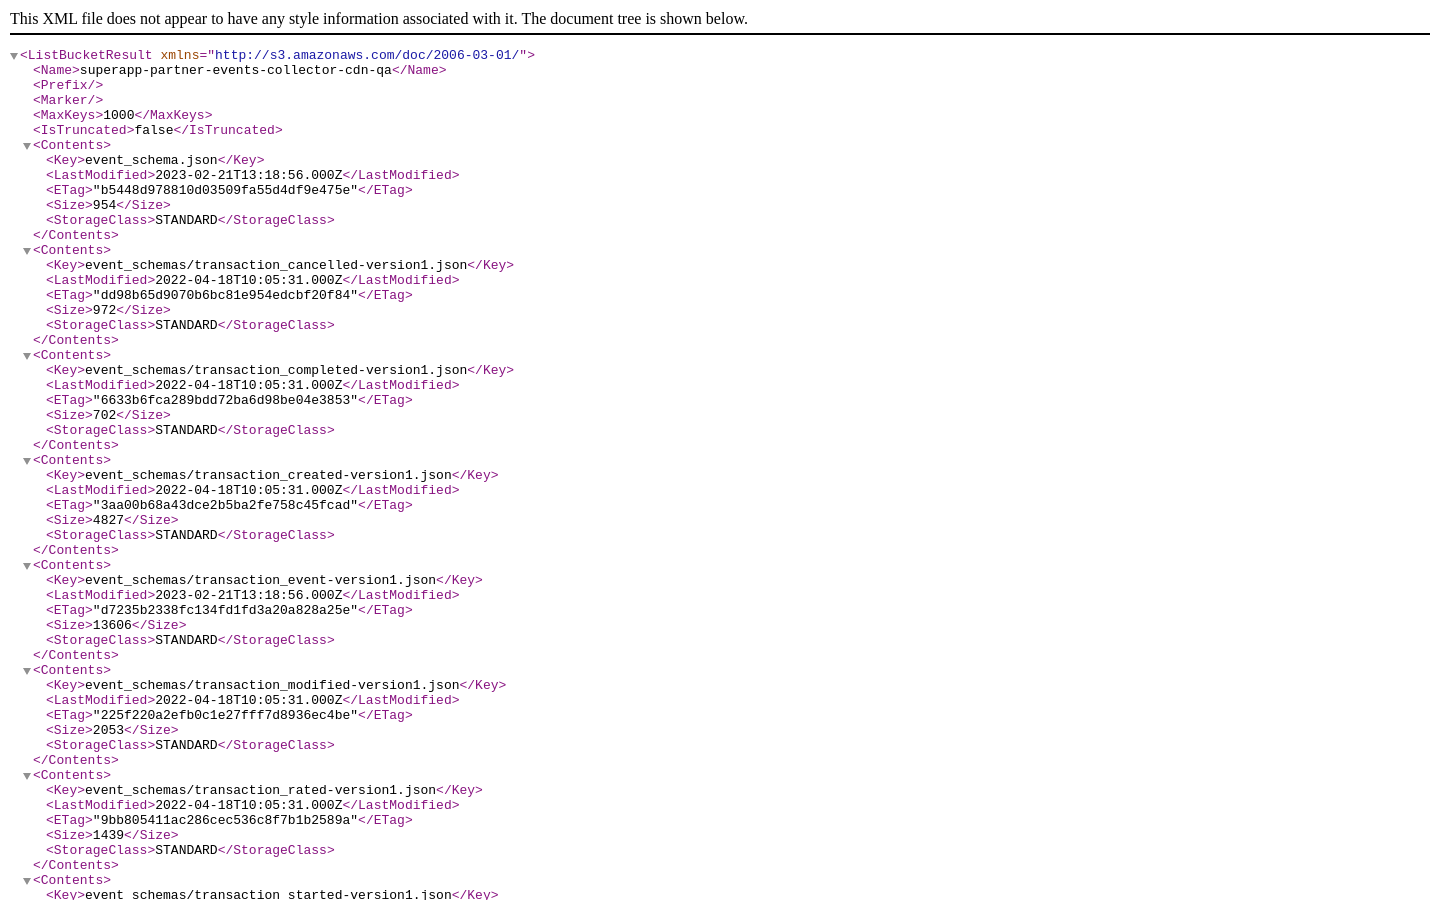 This XML file does not appear to have any style information associated with it. The document tree is shown below.
<ListBucketResult xmlns="http://s3.amazonaws.com/doc/2006-03-01/">
<Name>superapp-partner-events-collector-cdn-qa</Name>
<Prefix/>
<Marker/>
<MaxKeys>1000</MaxKeys>
<IsTruncated>false</IsTruncated>
<Contents>
<Key>event_schema.json</Key>
<LastModified>2023-02-21T13:18:56.000Z</LastModified>
<ETag>"b5448d978810d03509fa55d4df9e475e"</ETag>
<Size>954</Size>
<StorageClass>STANDARD</StorageClass>
</Contents>
<Contents>
<Key>event_schemas/transaction_cancelled-version1.json</Key>
<LastModified>2022-04-18T10:05:31.000Z</LastModified>
<ETag>"dd98b65d9070b6bc81e954edcbf20f84"</ETag>
<Size>972</Size>
<StorageClass>STANDARD</StorageClass>
</Contents>
<Contents>
<Key>event_schemas/transaction_completed-version1.json</Key>
<LastModified>2022-04-18T10:05:31.000Z</LastModified>
<ETag>"6633b6fca289bdd72ba6d98be04e3853"</ETag>
<Size>702</Size>
<StorageClass>STANDARD</StorageClass>
</Contents>
<Contents>
<Key>event_schemas/transaction_created-version1.json</Key>
<LastModified>2022-04-18T10:05:31.000Z</LastModified>
<ETag>"3aa00b68a43dce2b5ba2fe758c45fcad"</ETag>
<Size>4827</Size>
<StorageClass>STANDARD</StorageClass>
</Contents>
<Contents>
<Key>event_schemas/transaction_event-version1.json</Key>
<LastModified>2023-02-21T13:18:56.000Z</LastModified>
<ETag>"d7235b2338fc134fd1fd3a20a828a25e"</ETag>
<Size>13606</Size>
<StorageClass>STANDARD</StorageClass>
</Contents>
<Contents>
<Key>event_schemas/transaction_modified-version1.json</Key>
<LastModified>2022-04-18T10:05:31.000Z</LastModified>
<ETag>"225f220a2efb0c1e27fff7d8936ec4be"</ETag>
<Size>2053</Size>
<StorageClass>STANDARD</StorageClass>
</Contents>
<Contents>
<Key>event_schemas/transaction_rated-version1.json</Key>
<LastModified>2022-04-18T10:05:31.000Z</LastModified>
<ETag>"9bb805411ac286cec536c8f7b1b2589a"</ETag>
<Size>1439</Size>
<StorageClass>STANDARD</StorageClass>
</Contents>
<Contents>
<Key>event_schemas/transaction_started-version1.json</Key>